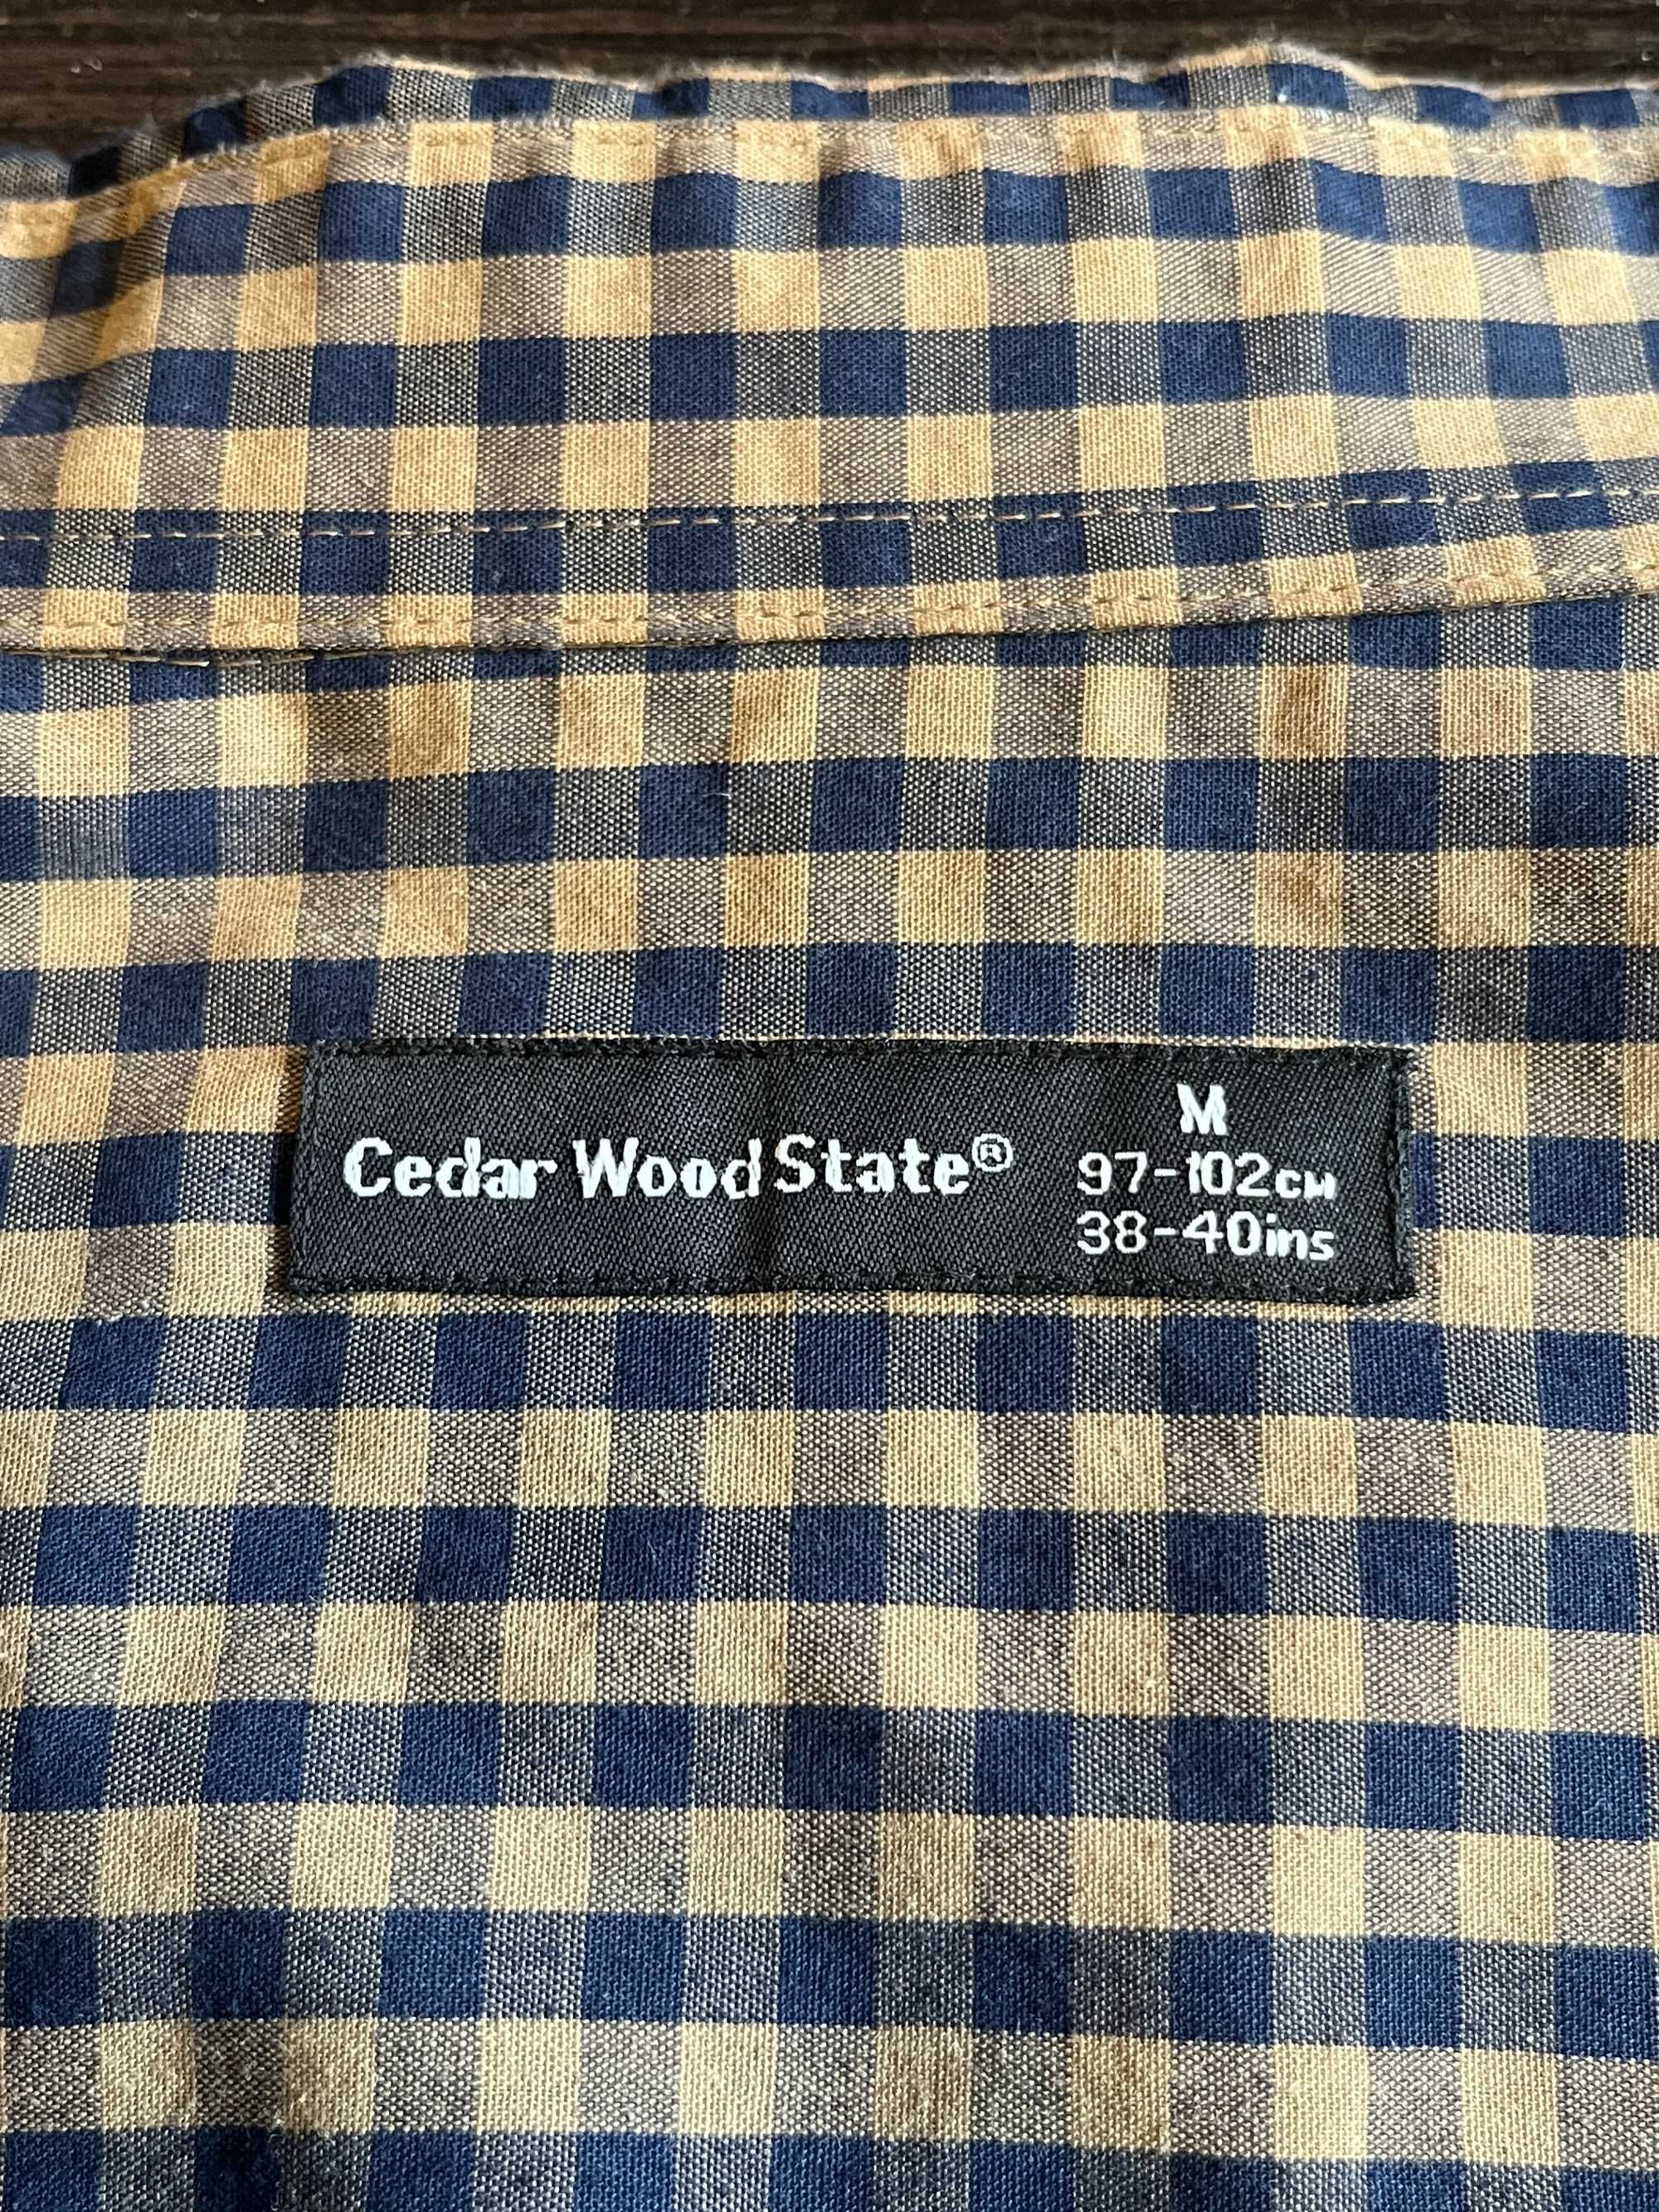 Cedar Wood State®
M
97-102CM
38-40ins